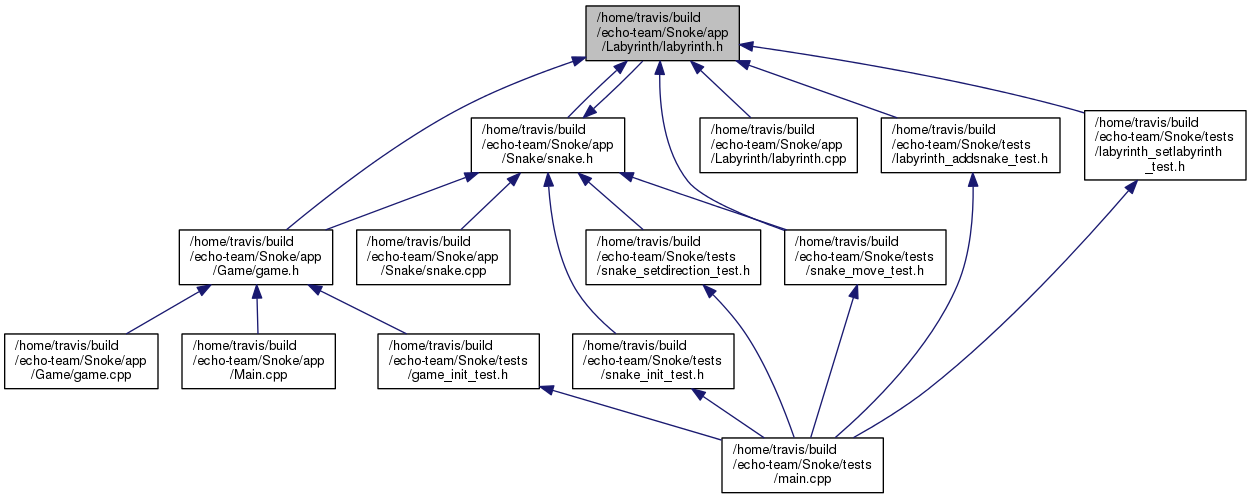 /home/travis/build
/echo-team/Snoke/app
/Labyrinth/labyrinth.h
/home/travis/build
/echo-team/Snoke/app
/Snake/snake.h
/home/travis/build
/echo-team/Snoke/app
/Labyrinth/labyrinth.cpp
/home/travis/build
/echo-team/Snoke/tests
/labyrinth_addsnake_test.h
/home/travis/build
/echo-team/Snoke/tests
/labyrinth_setlabyrinth
_test.h
/home/travis/build
/echo-team/Snoke/app
/Game/game.h
/home/travis/build
/echo-team/Snoke/app
/Snake/snake.cpp
/home/travis/build
/echo-team/Snoke/tests
/snake_setdirection_test.h
/home/travis/build
/echo-team/Snoke/tests
/snake_move_test.h
/home/travis/build
/echo-team/Snoke/app
/Game/game.cpp
/home/travis/build
/echo-team/Snoke/app
/Main.cpp
/home/travis/build
/echo-team/Snoke/tests
/game_init_test.h
/home/travis/build
/echo-team/Snoke/tests
/snake_init_test.h
/home/travis/build
/echo-team/Snoke/tests
/main.cpp